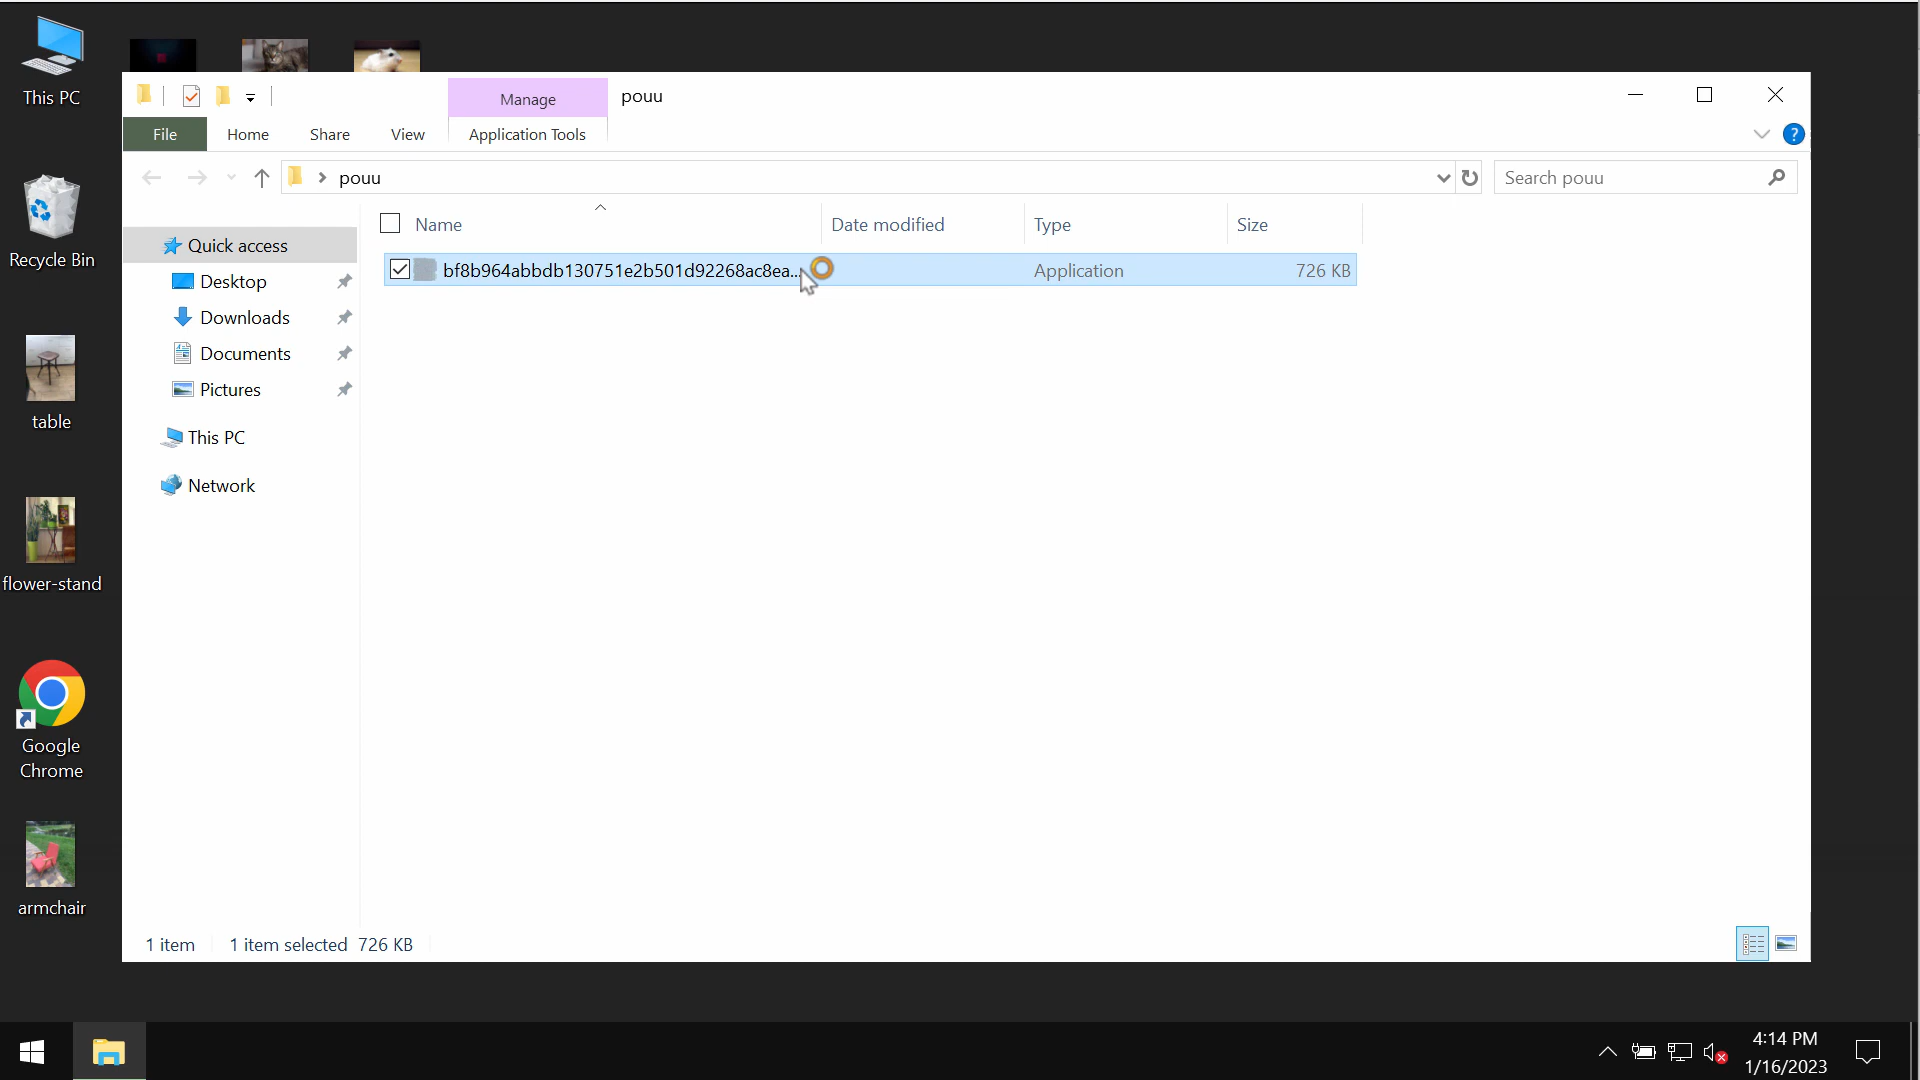 This PC
Recycle Bin
table
flower-stand
Google
Chrome
armchair
Manage
pouu
File
Home
Share
View
Application Tools
?
pouu
Search pouu
Name
Date modified
Type
Size
bf8b964abbdb130751e2b501d92268ac8ea...
Application
726 KB
Quick access
Desktop
Downloads
Documents
Pictures
This PC
Network
1 item
1 item selected 726 KB
4:14 PM
1/16/2023